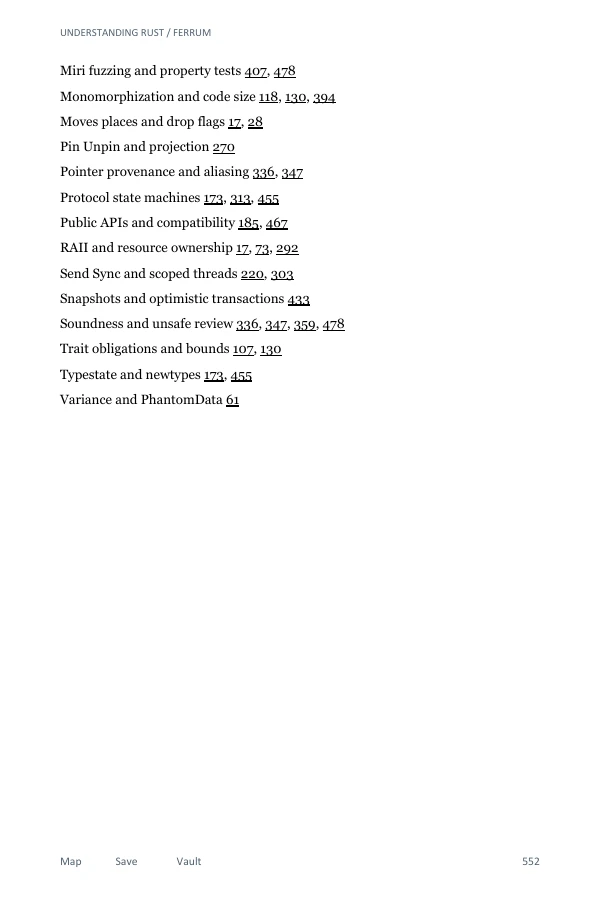 UNDERSTANDING RUST / FERRUM
Miri fuzzing and property tests 407, 478
Monomorphization and code size 118, 130, 394
Moves places and drop flags 17, 28
Pin Unpin and projection 270
Pointer provenance and aliasing 336, 347
Protocol state machines 173, 313, 455
Public APIs and compatibility 185, 467
RAII and resource ownership 17, 73, 292
Send Sync and scoped threads 220, 303
Snapshots and optimistic transactions 433
Soundness and unsafe review 336, 347, 359, 478
Trait obligations and bounds 107, 130
Typestate and newtypes 173, 455
Variance and PhantomData 61
Map Save Vault 552